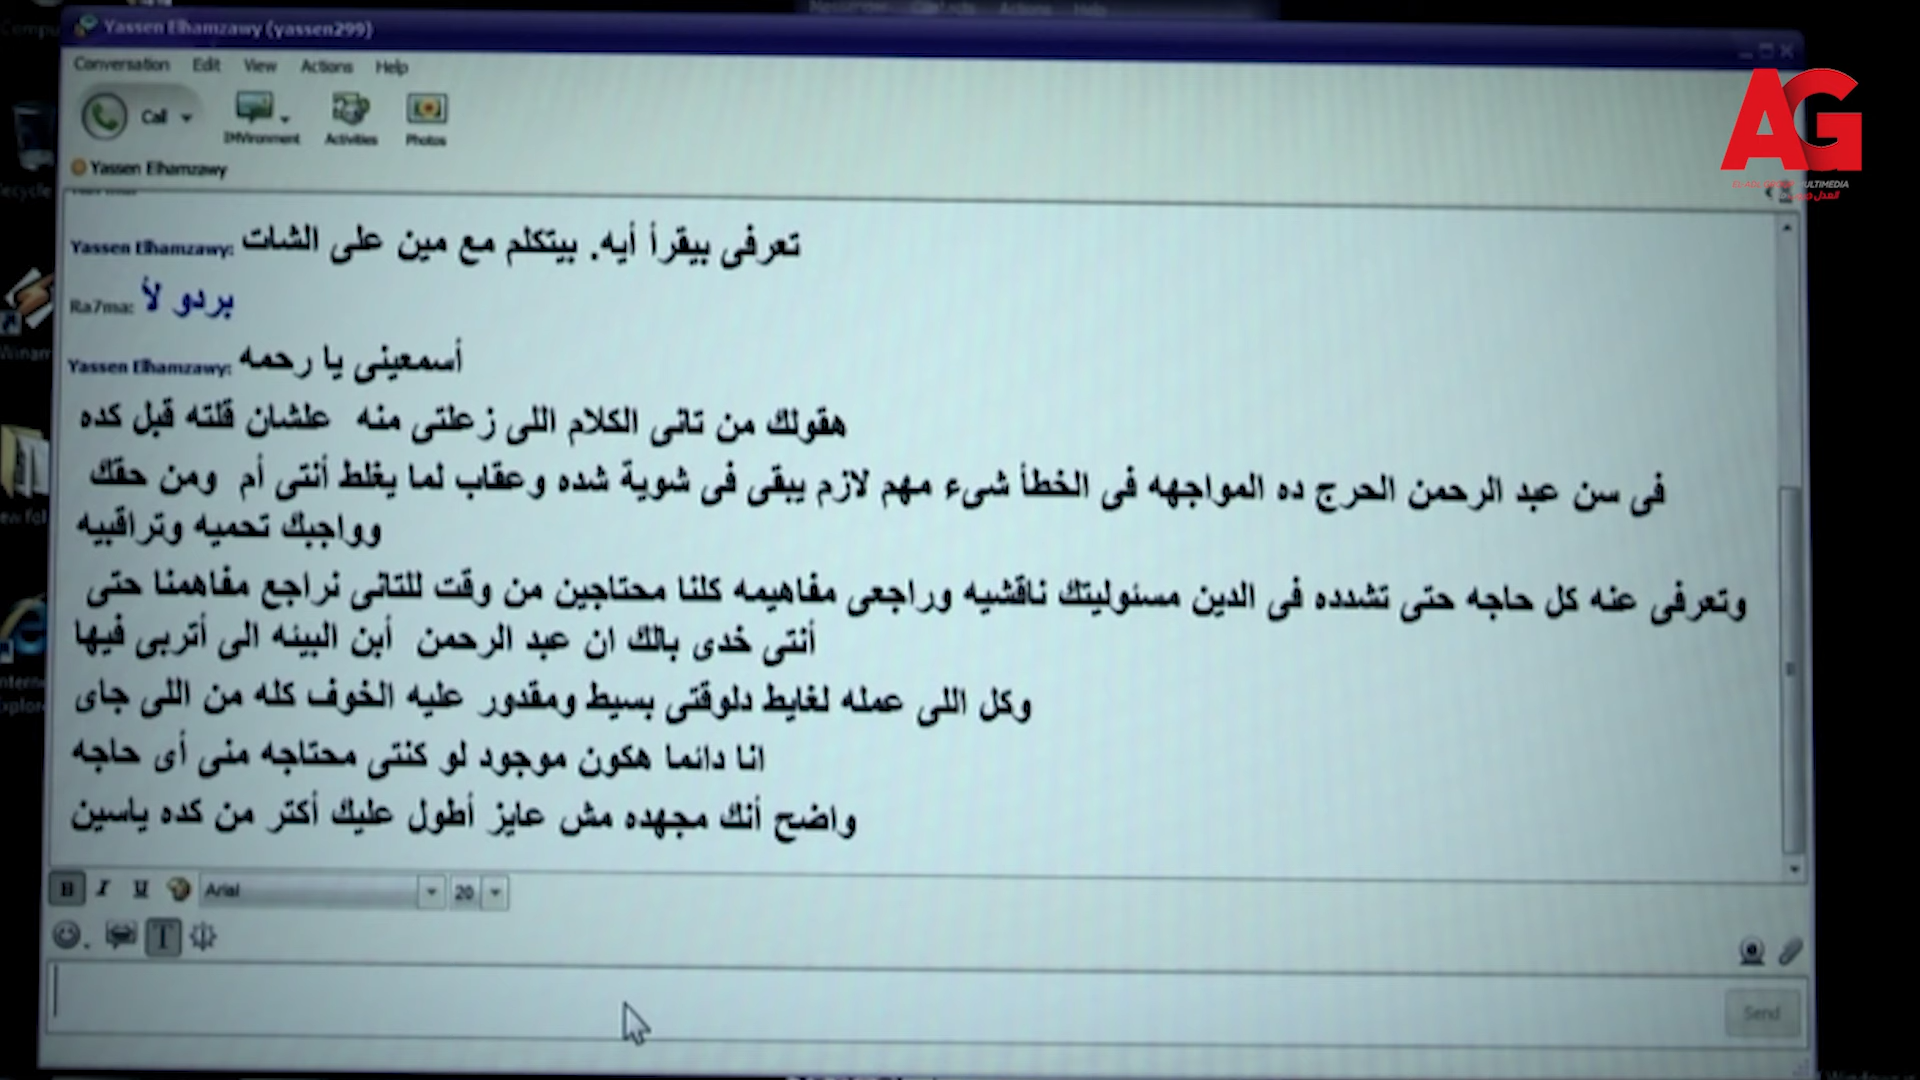 Yassen Elhamzawy (yassen299)
Conversation Edit View Actions Help
Call
IMVironment Activities Photos
Yassen Elhamzawy
Yassen Elhamzawy: تعرفى بيقرأ أيه. بيتكلم مع مين على الشات
Ra7ma: بردو لأ
Yassen Elhamzawy: أسمعينى يا رحمه
هقولك من تانى الكلام اللى زعلتى منه علشان قلته قبل كده
فى سن عبد الرحمن الحرج ده المواجهه فى الخطأ شىء مهم لازم يبقى فى شوية شده وعقاب لما يغلط أنتى أم ومن حقك
وواجبك تحميه وتراقبيه
وتعرفى عنه كل حاجه حتى تشدده فى الدين مسئوليتك ناقشيه وراجعى مفاهيمه كلنا محتاجين من وقت للتانى نراجع مفاهمنا حتى
أنتى خدى بالك ان عبد الرحمن أبن البيئه الى أتربى فيها
وكل اللى عمله لغايط دلوقتى بسيط ومقدور عليه الخوف كله من اللى جاى
انا دائما هكون موجود لو كنتى محتاجه منى أى حاجه
واضح أنك مجهده مش عايز أطول عليك أكتر من كده ياسين
B I U Arial 20
T
Send
AG